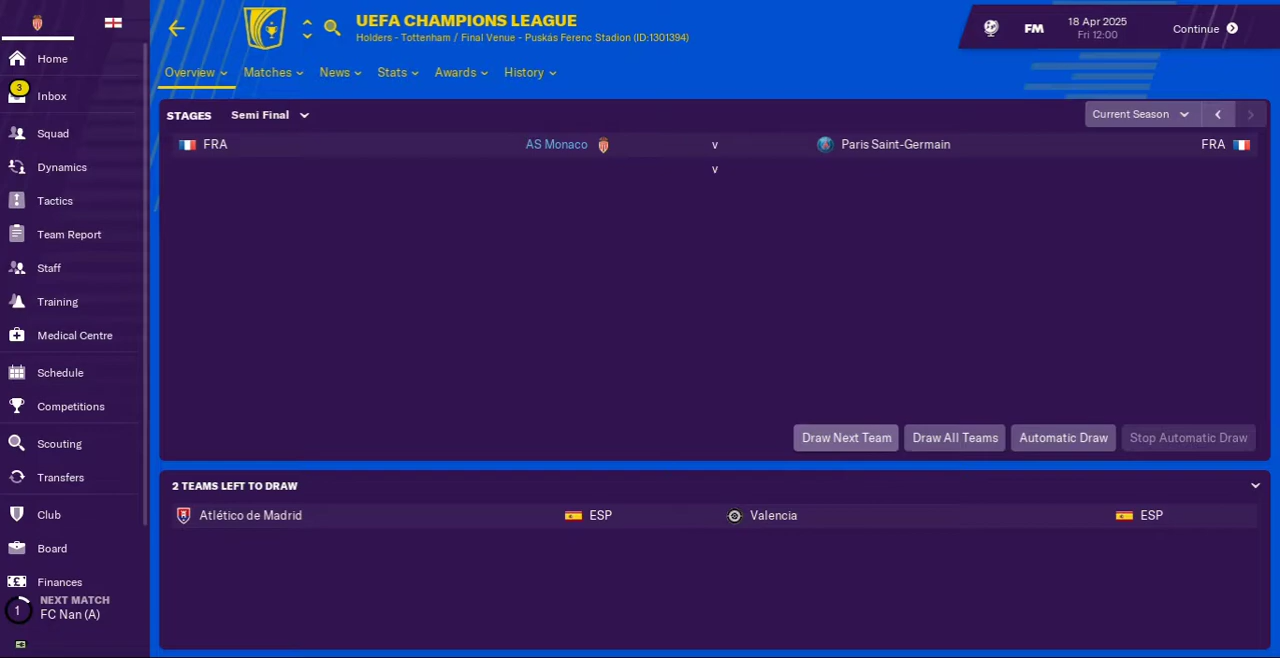 UEFA CHAMPIONS LEAGUE
Holders - Tottenham / Final Venue - Puskás Ferenc Stadion (ID:1301394)
FM
18 Apr 2025
Fri 12:00
Continue
Home
3
Inbox
Squad
Dynamics
Tactics
Team Report
Staff
Training
Medical Centre
Schedule
Competitions
Scouting
Transfers
Club
Board
Finances
1
NEXT MATCH
FC Nan (A)
Overview Matches News Stats Awards History
STAGES Semi Final
Current Season
FRA AS Monaco v Paris Saint-Germain FRA
v
Draw Next Team Draw All Teams Automatic Draw Stop Automatic Draw
2 TEAMS LEFT TO DRAW
Atlético de Madrid ESP Valencia ESP